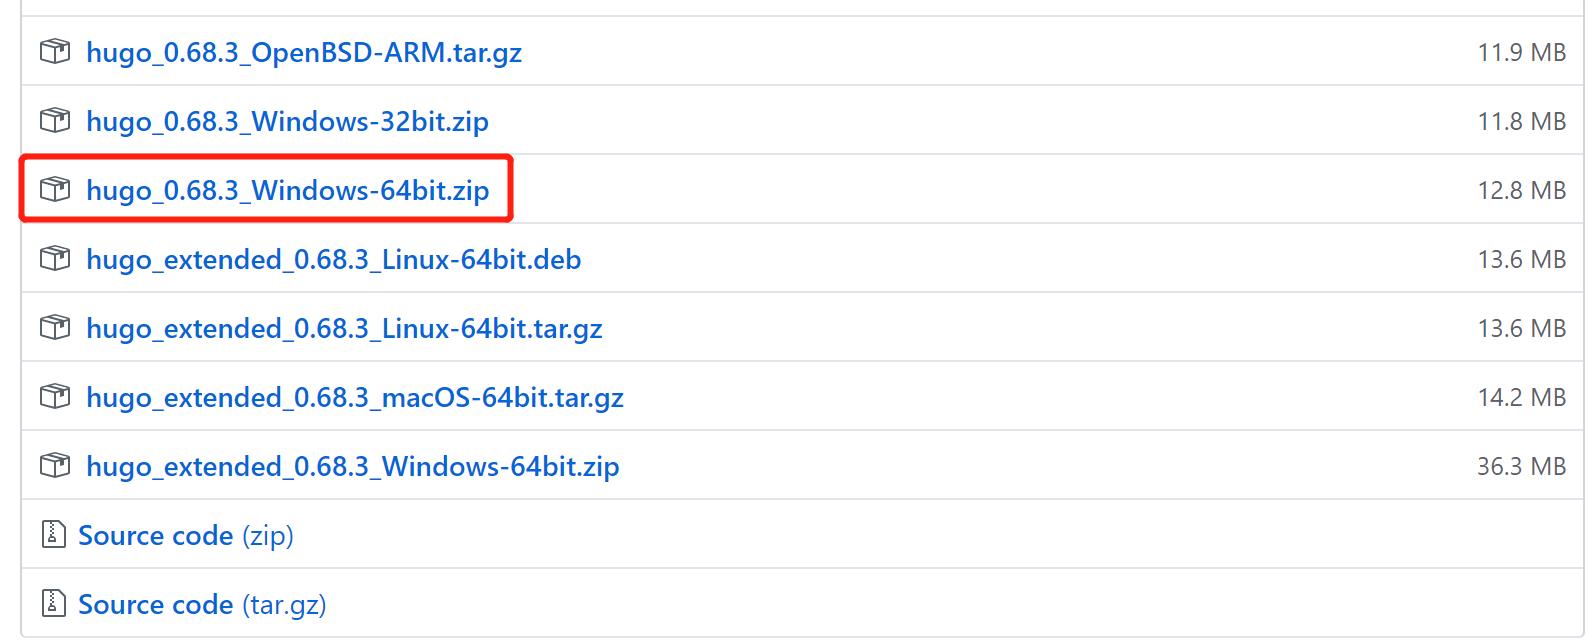 hugo_0.68.3_OpenBSD-ARM.tar.gz 11.9 MB
hugo_0.68.3_Windows-32bit.zip 11.8 MB
hugo_0.68.3_Windows-64bit.zip 12.8 MB
hugo_extended_0.68.3_Linux-64bit.deb 13.6 MB
hugo_extended_0.68.3_Linux-64bit.tar.gz 13.6 MB
hugo_extended_0.68.3_macOS-64bit.tar.gz 14.2 MB
hugo_extended_0.68.3_Windows-64bit.zip 36.3 MB
Source code (zip)
Source code (tar.gz)